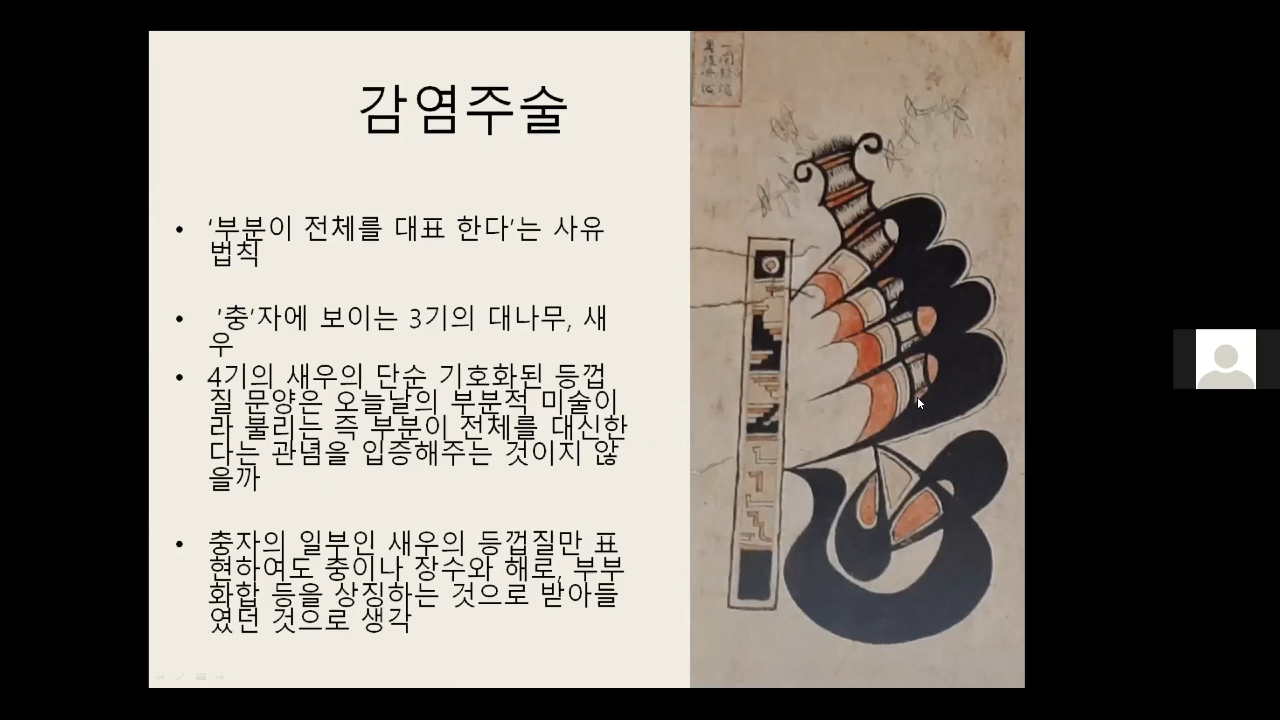 감염주술
• ‘부분이 전체를 대표 한다’는 사유
법칙
• '충'자에 보이는 3기의 대나무, 새
우
• 4기의 새우의 단순 기호화된 등껍
질 문양은 오늘날의 부분적 미술이
라 불리는 즉 부분이 전체를 대신한
다는 관념을 입증해주는 것이지 않
을까
• 충자의 일부인 새우의 등껍질만 표
현하여도 충이나 장수와 해로, 부부
화합 등을 상징하는 것으로 받아들
였던 것으로 생각